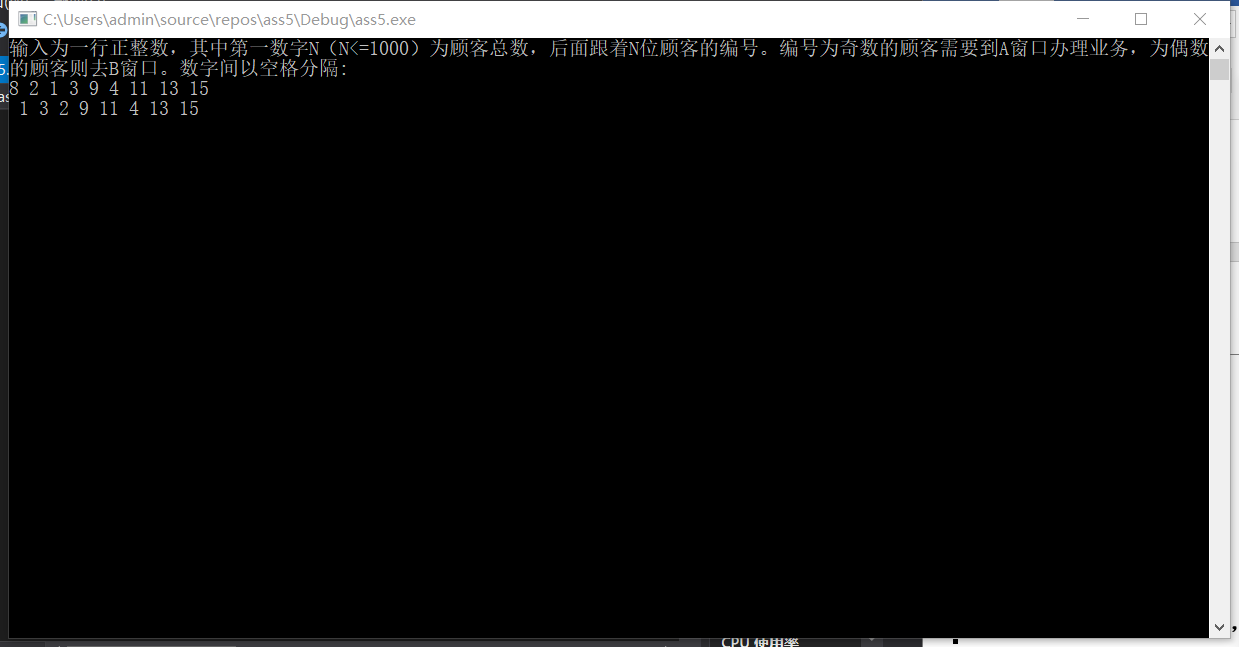 C:\Users\admin\source\repos\ass5\Debug\ass5.exe
输入为一行正整数，其中第一数字N（N<=1000）为顾客总数，后面跟着N位顾客的编号。编号为奇数的顾客需要到A窗口办理业务，为偶数
的顾客则去B窗口。数字间以空格分隔:
8 2 1 3 9 4 11 13 15
1 3 2 9 11 4 13 15
CPU 使用率